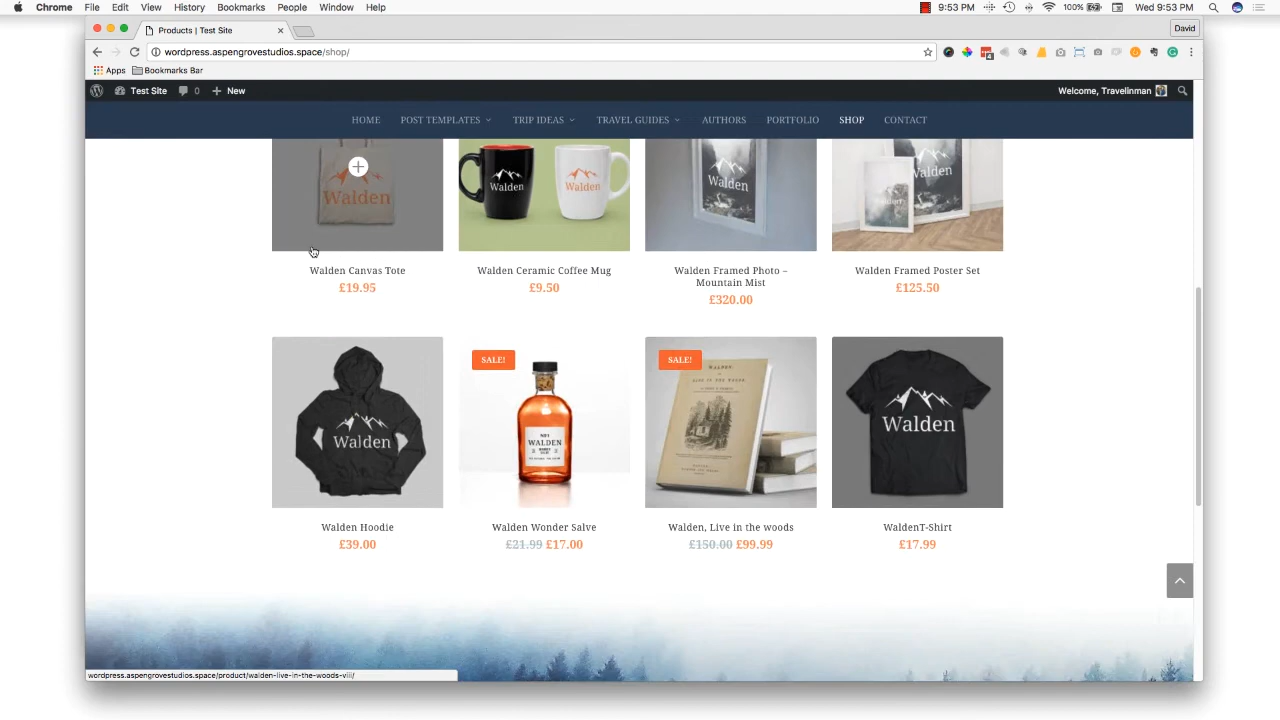 Chrome File Edit View History Bookmarks People Window Help 9:53 PM 100% Wed 9:53 PM
Products | Test Site David
wordpress.aspengrovestudios.space/shop/
Apps Bookmarks Bar
Test Site 0 New Welcome, Travelinman
HOME POST TEMPLATES TRIP IDEAS TRAVEL GUIDES AUTHORS PORTFOLIO SHOP CONTACT
Walden
Walden
Walden
Walden
Walden
Walden Canvas Tote
£19.95
Walden Ceramic Coffee Mug
£9.50
Walden Framed Photo –
Mountain Mist
£320.00
Walden Framed Poster Set
£125.50
Walden
SALE!
WALDEN
SALE!
Walden
Walden Hoodie
£39.00
Walden Wonder Salve
£21.99 £17.00
Walden, Live in the woods
£150.00 £99.99
WaldenT-Shirt
£17.99
wordpress.aspengrovestudios.space/product/walden-live-in-the-woods-viii/